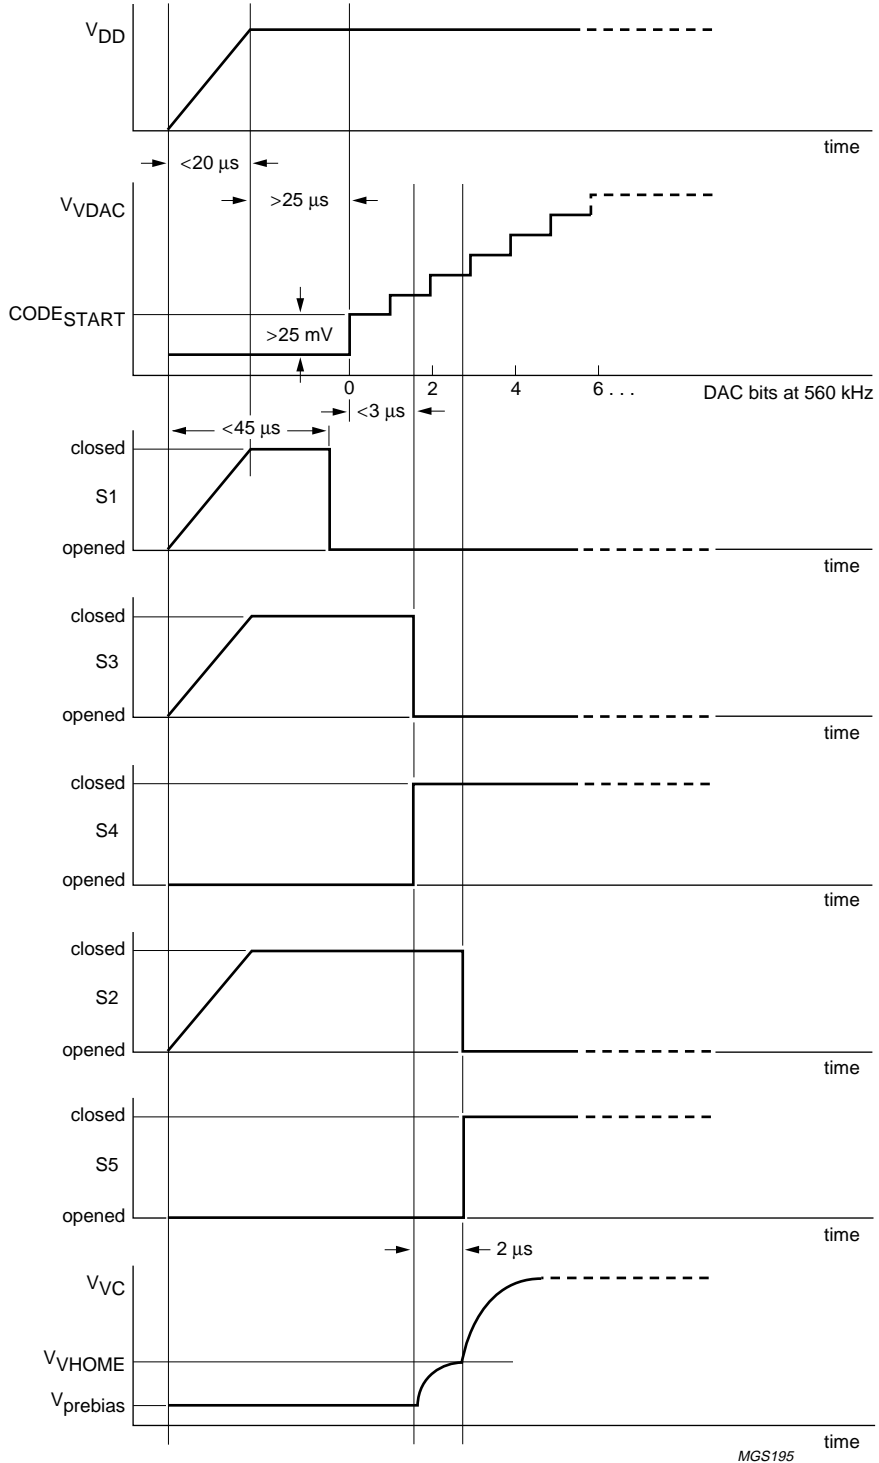 VDD
time
<20 μs
>25 μs
VVDAC
CODESTART
>25 mV
0 2 4 6 . . . DAC bits at 560 kHz
<3 μs
<45 μs
closed
S1
opened
time
closed
S3
opened
time
closed
S4
opened
time
closed
S2
opened
time
closed
S5
opened
time
2 μs
VVC
VVHOME
Vprebias
time
MGS195